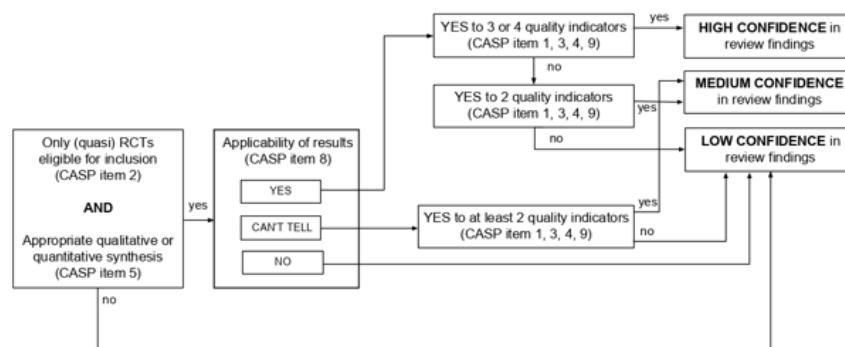 Only (quasi) RCTs
eligible for inclusion
(CASP item 2)
AND
Appropriate qualitative or
quantitative synthesis
(CASP item 5)
yes
no
Applicability of results
(CASP item 8)
YES
CAN'T TELL
NO
YES to 3 or 4 quality indicators
(CASP item 1, 3, 4, 9)
yes
no
YES to 2 quality indicators
(CASP item 1, 3, 4, 9)
yes
no
YES to at least 2 quality indicators
(CASP item 1, 3, 4, 9)
yes
no
HIGH CONFIDENCE in
review findings
MEDIUM CONFIDENCE
in review findings
LOW CONFIDENCE in
review findings